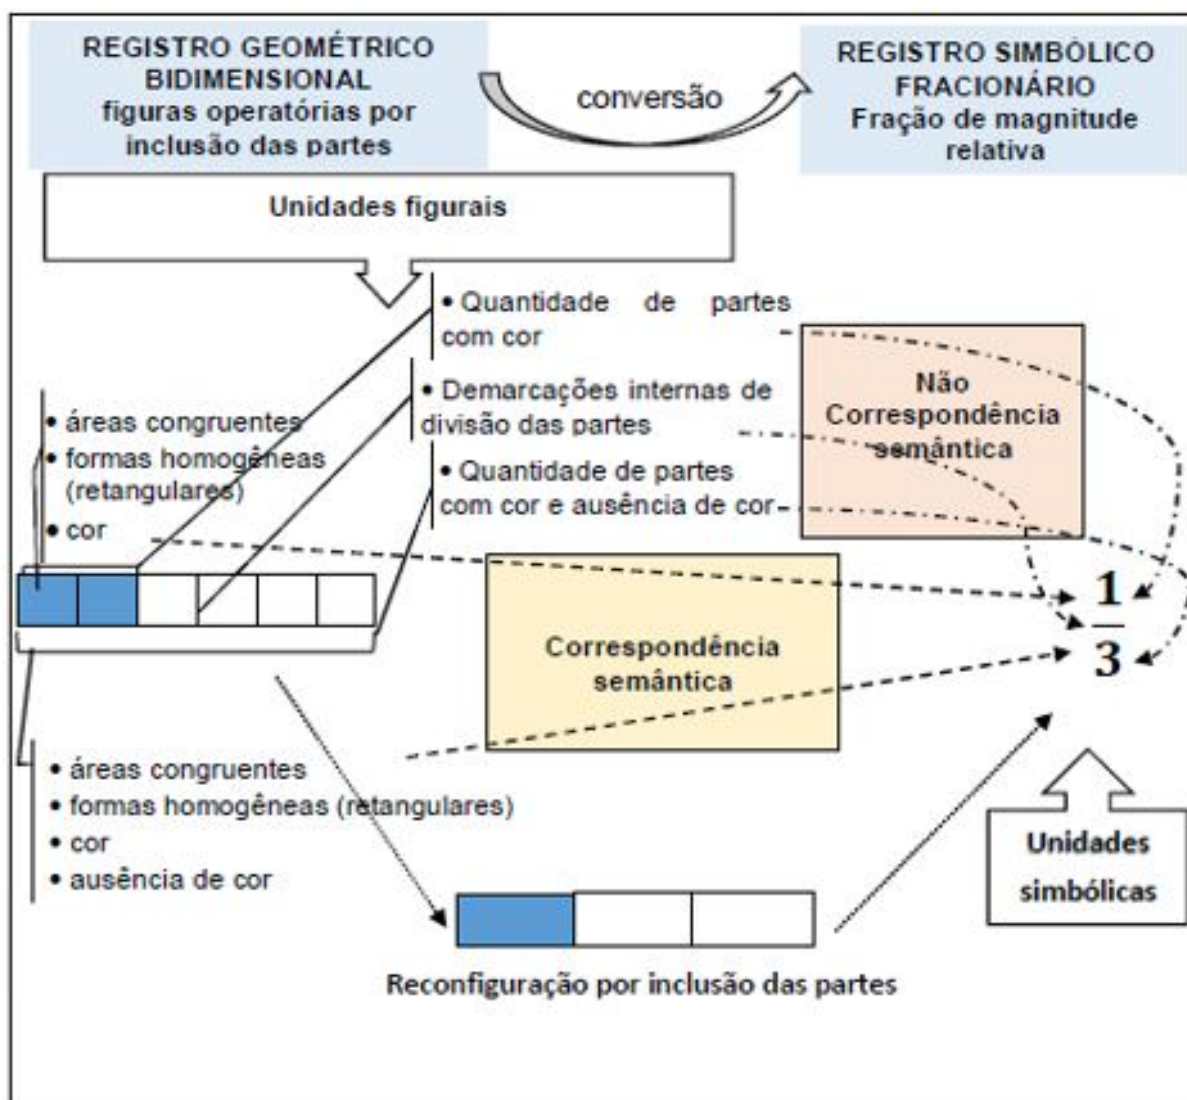 REGISTRO GEOMÉTRICO
BIDIMENSIONAL
figuras operatórias por
inclusão das partes
conversão
REGISTRO SIMBÓLICO
FRACIONÁRIO
Fração de magnitude
relativa
Unidades figurais
• Quantidade de partes
com cor
• Demarcações internas de
divisão das partes
• Quantidade de partes
com cor e ausência de cor
• áreas congruentes
• formas homogêneas
(retangulares)
• cor
Não
Correspondência
semântica
Correspondência
semântica
1
3
• áreas congruentes
• formas homogêneas (retangulares)
• cor
• ausência de cor
Unidades
simbólicas
Reconfiguração por inclusão das partes